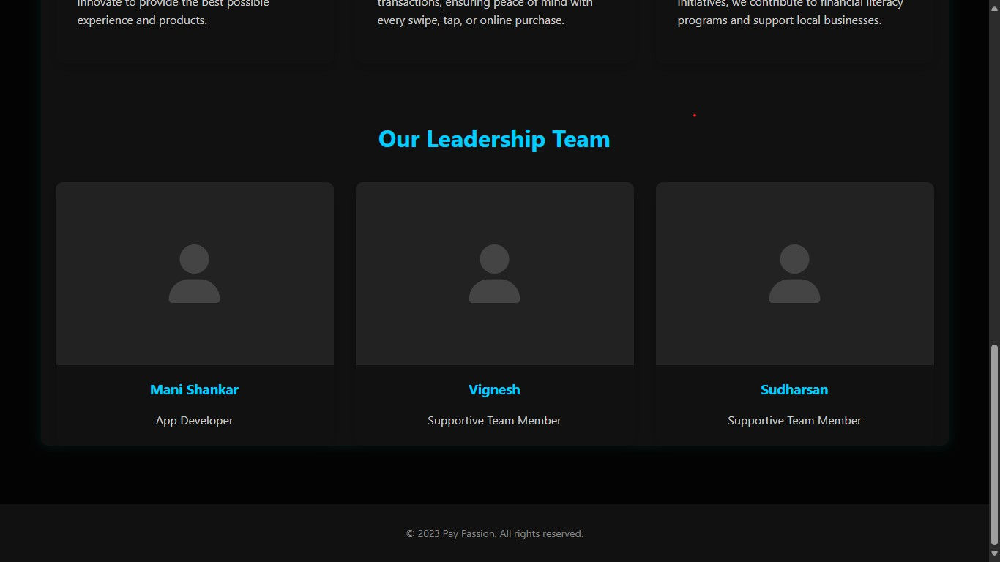 innovate to provide the best possible
experience and products.
transactions, ensuring peace of mind with
every swipe, tap, or online purchase.
initiatives, we contribute to financial literacy
programs and support local businesses.
Our Leadership Team
Mani Shankar
App Developer
Vignesh
Supportive Team Member
Sudharsan
Supportive Team Member
© 2023 Pay Passion. All rights reserved.